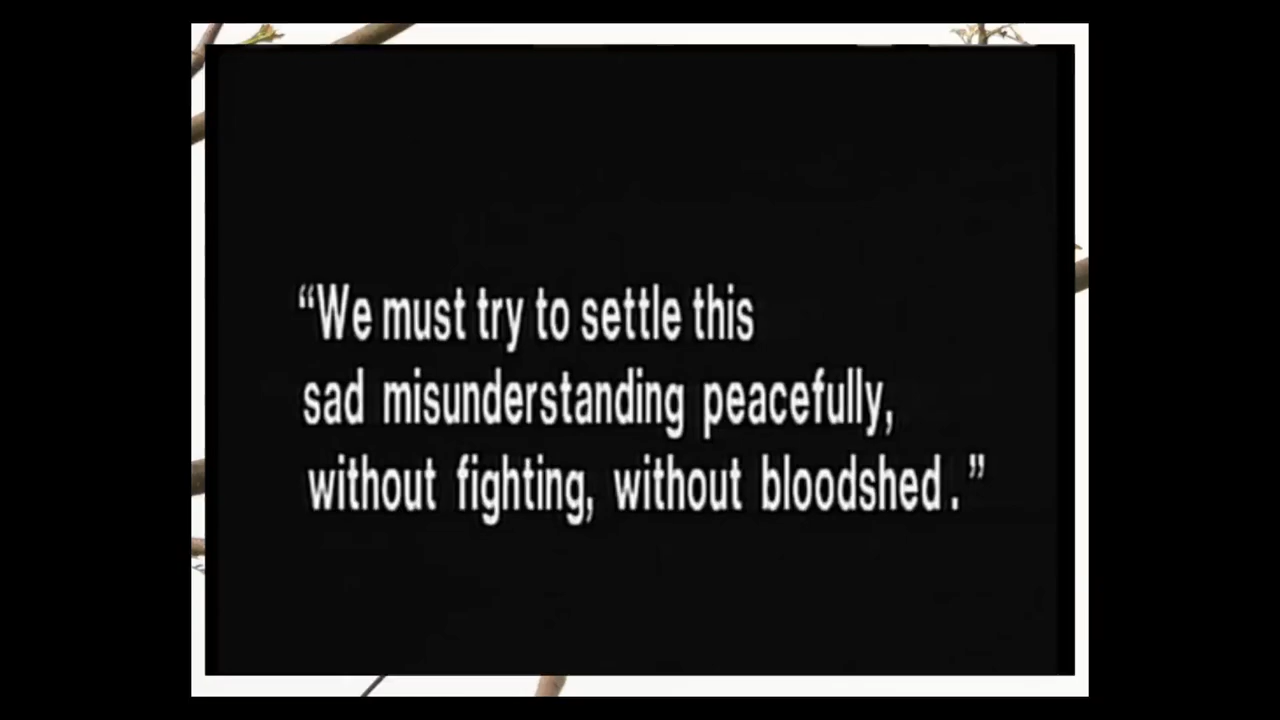 “We must try to settle this
sad misunderstanding peacefully,
without fighting, without bloodshed.”